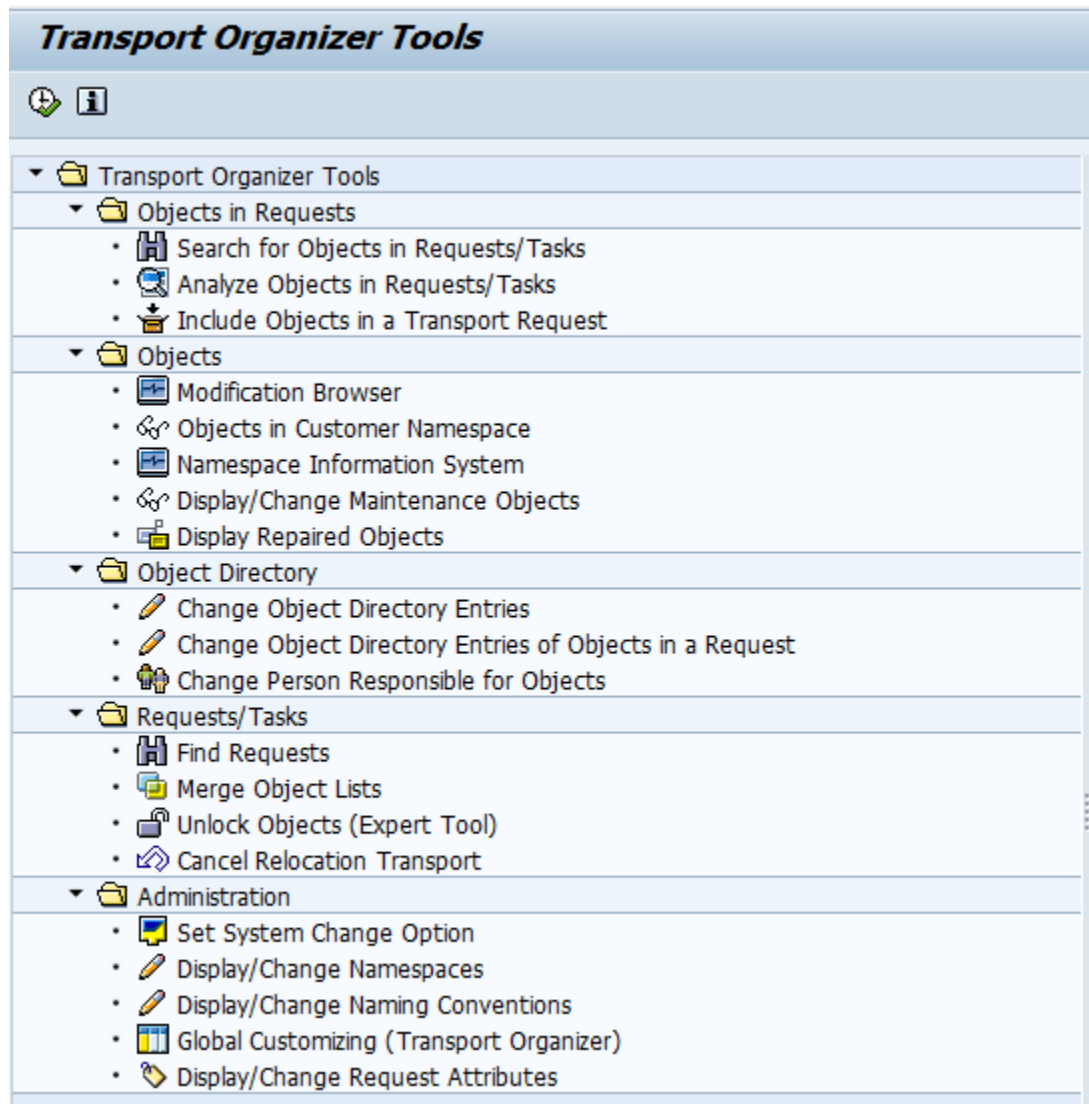 Transport Organizer Tools
Transport Organizer Tools
Objects in Requests
Search for Objects in Requests/Tasks
Analyze Objects in Requests/Tasks
Include Objects in a Transport Request
Objects
Modification Browser
Objects in Customer Namespace
Namespace Information System
Display/Change Maintenance Objects
Display Repaired Objects
Object Directory
Change Object Directory Entries
Change Object Directory Entries of Objects in a Request
Change Person Responsible for Objects
Requests/Tasks
Find Requests
Merge Object Lists
Unlock Objects (Expert Tool)
Cancel Relocation Transport
Administration
Set System Change Option
Display/Change Namespaces
Display/Change Naming Conventions
Global Customizing (Transport Organizer)
Display/Change Request Attributes